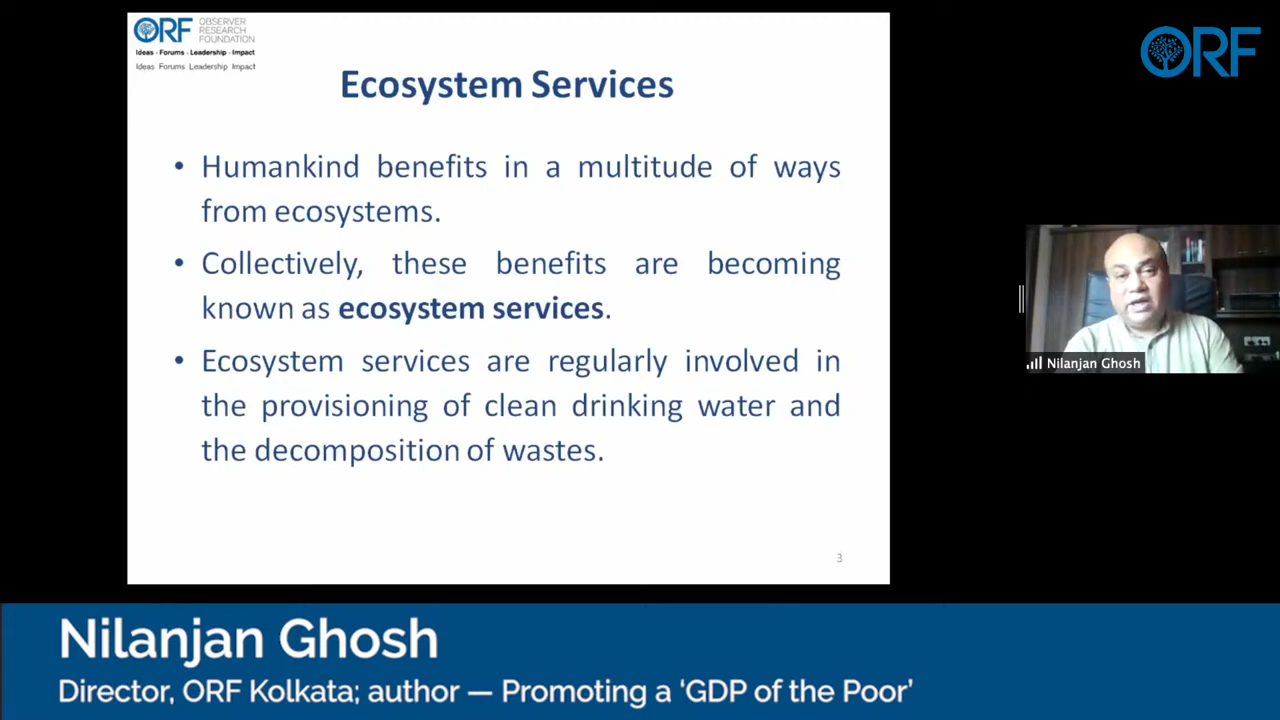 ORF OBSERVER
RESEARCH
FOUNDATION
Ideas · Forums · Leadership · Impact
Ideas Forums Leadership Impact
ORF
Ecosystem Services
• Humankind benefits in a multitude of ways
from ecosystems.
• Collectively, these benefits are becoming
known as ecosystem services.
• Ecosystem services are regularly involved in
the provisioning of clean drinking water and
the decomposition of wastes.
3
Nilanjan Ghosh
Nilanjan Ghosh
Director, ORF Kolkata; author — Promoting a ‘GDP of the Poor’